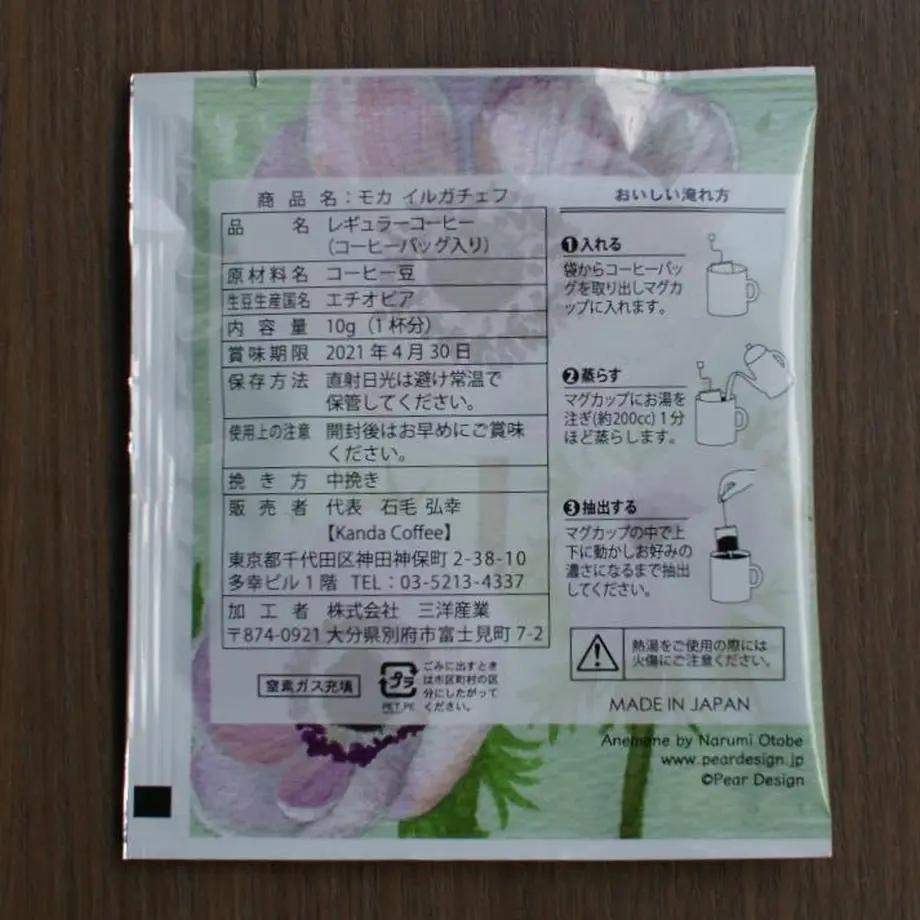 商品名：モカ イルガチェフ
品名 レギュラーコーヒー
（コーヒーバッグ入り）
原材料名 コーヒー豆
生豆生産国名 エチオピア
内容量 10g（1杯分）
賞味期限 2021年4月30日
保存方法 直射日光は避け常温で
保管してください。
使用上の注意 開封後はお早めにご賞味
ください。
挽き方 中挽き
販売者 代表 石毛 弘幸
【Kanda Coffee】
東京都千代田区神田神保町 2-38-10
多幸ビル1階 TEL：03-5213-4337
加工者 株式会社 三洋産業
〒874-0921 大分県別府市富士見町 7-2
窒素ガス充填
プラ
PET,PE
ごみに出すとき
は市区町村の区
分にしたがって
ください。
おいしい淹れ方
❶入れる
袋からコーヒーバッ
グを取り出しマグカ
ップに入れます。
❷蒸らす
マグカップにお湯を
注ぎ(約200cc) 1分
ほど蒸らします。
❸抽出する
マグカップの中で上
下に動かしお好みの
濃さになるまで抽出
してください。
熱湯をご使用の際には
火傷にご注意ください。
MADE IN JAPAN
Anemone by Narumi Otobe
www.peardesign.jp
©Pear Design